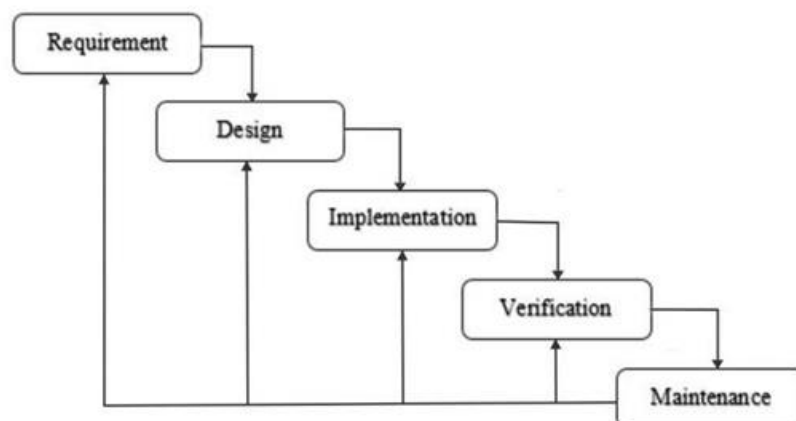 Requirement
Design
Implementation
Verification
Maintenance